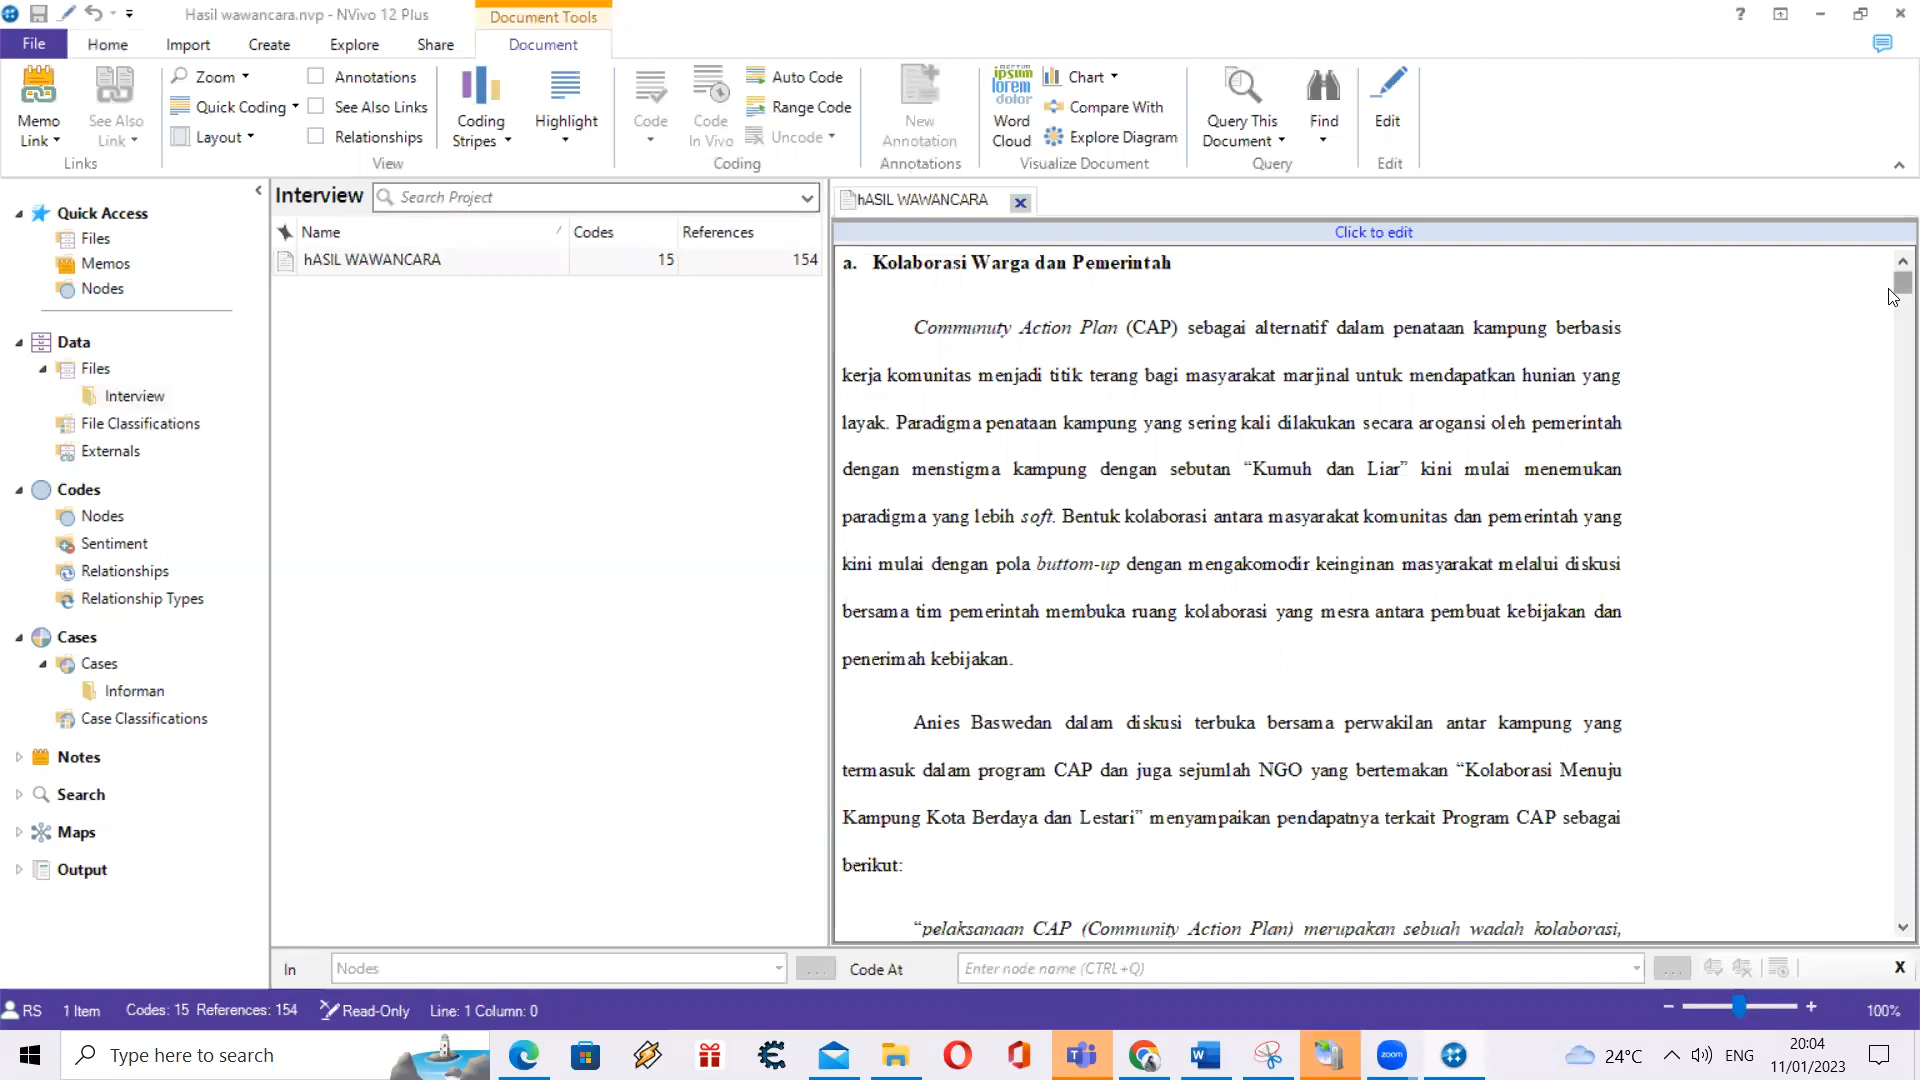 Hasil wawancara.nvp - NVivo 12 Plus
Document Tools
File Home Import Create Explore Share Document
Memo Link
See Also Link
Links
Zoom
Quick Coding
Layout
Annotations
See Also Links
Relationships
View
Coding Stripes
Highlight
Code
Code In Vivo
Auto Code
Range Code
Uncode
Coding
New Annotation
Annotations
Word Cloud
Chart
Compare With
Explore Diagram
Visualize Document
Query This Document
Find
Query
Edit
Edit
Quick Access
Files
Memos
Nodes
Data
Files
Interview
File Classifications
Externals
Codes
Nodes
Sentiment
Relationships
Relationship Types
Cases
Cases
Informan
Case Classifications
Notes
Search
Maps
Output
Interview
Search Project
Name Codes References
hASIL WAWANCARA 15 154
hASIL WAWANCARA
Click to edit
a. Kolaborasi Warga dan Pemerintah
Communuty Action Plan (CAP) sebagai alternatif dalam penataan kampung berbasis
kerja komunitas menjadi titik terang bagi masyarakat marjinal untuk mendapatkan hunian yang
layak. Paradigma penataan kampung yang sering kali dilakukan secara arogansi oleh pemerintah
dengan menstigma kampung dengan sebutan “Kumuh dan Liar” kini mulai menemukan
paradigma yang lebih soft. Bentuk kolaborasi antara masyarakat komunitas dan pemerintah yang
kini mulai dengan pola buttom-up dengan mengakomodir keinginan masyarakat melalui diskusi
bersama tim pemerintah membuka ruang kolaborasi yang mesra antara pembuat kebijakan dan
penerimah kebijakan.
Anies Baswedan dalam diskusi terbuka bersama perwakilan antar kampung yang
termasuk dalam program CAP dan juga sejumlah NGO yang bertemakan “Kolaborasi Menuju
Kampung Kota Berdaya dan Lestari” menyampaikan pendapatnya terkait Program CAP sebagai
berikut:
“pelaksanaan CAP (Community Action Plan) merupakan sebuah wadah kolaborasi,
In Nodes ... Code At Enter node name (CTRL+Q) ... X
RS 1 Item Codes: 15 References: 154 Read-Only Line: 1 Column: 0 100%
Type here to search
zoom
24°C ENG
20:04
11/01/2023